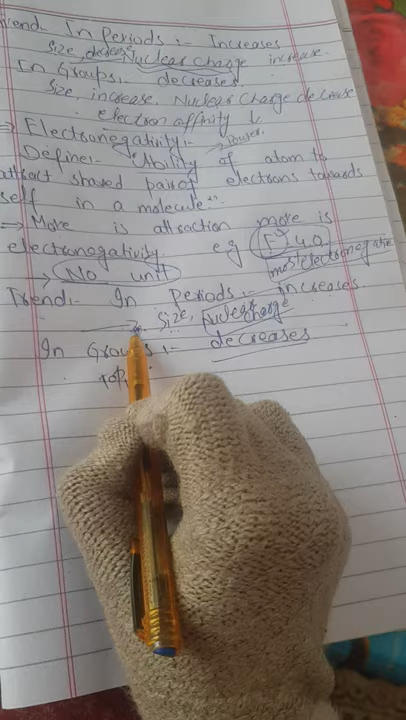 Trend:- In Periods :- Increases
Size, decrease, Nuclear Charge increase.
In Groups:- decreases.
Size, increase, Nuclear Charge decrease
electron affinity ↓
⇒ Electronegativity:-
Power.
Define:- Ability of atom to
attract shared pair of electrons towards
self in a molecule"
⇒ More is attraction more is
electronegativity. e.g F 4.0
most electronegative
→ No unit
Trend:- In Periods :- Increases.
Size, Nuclear charge
In Groups :- decreases